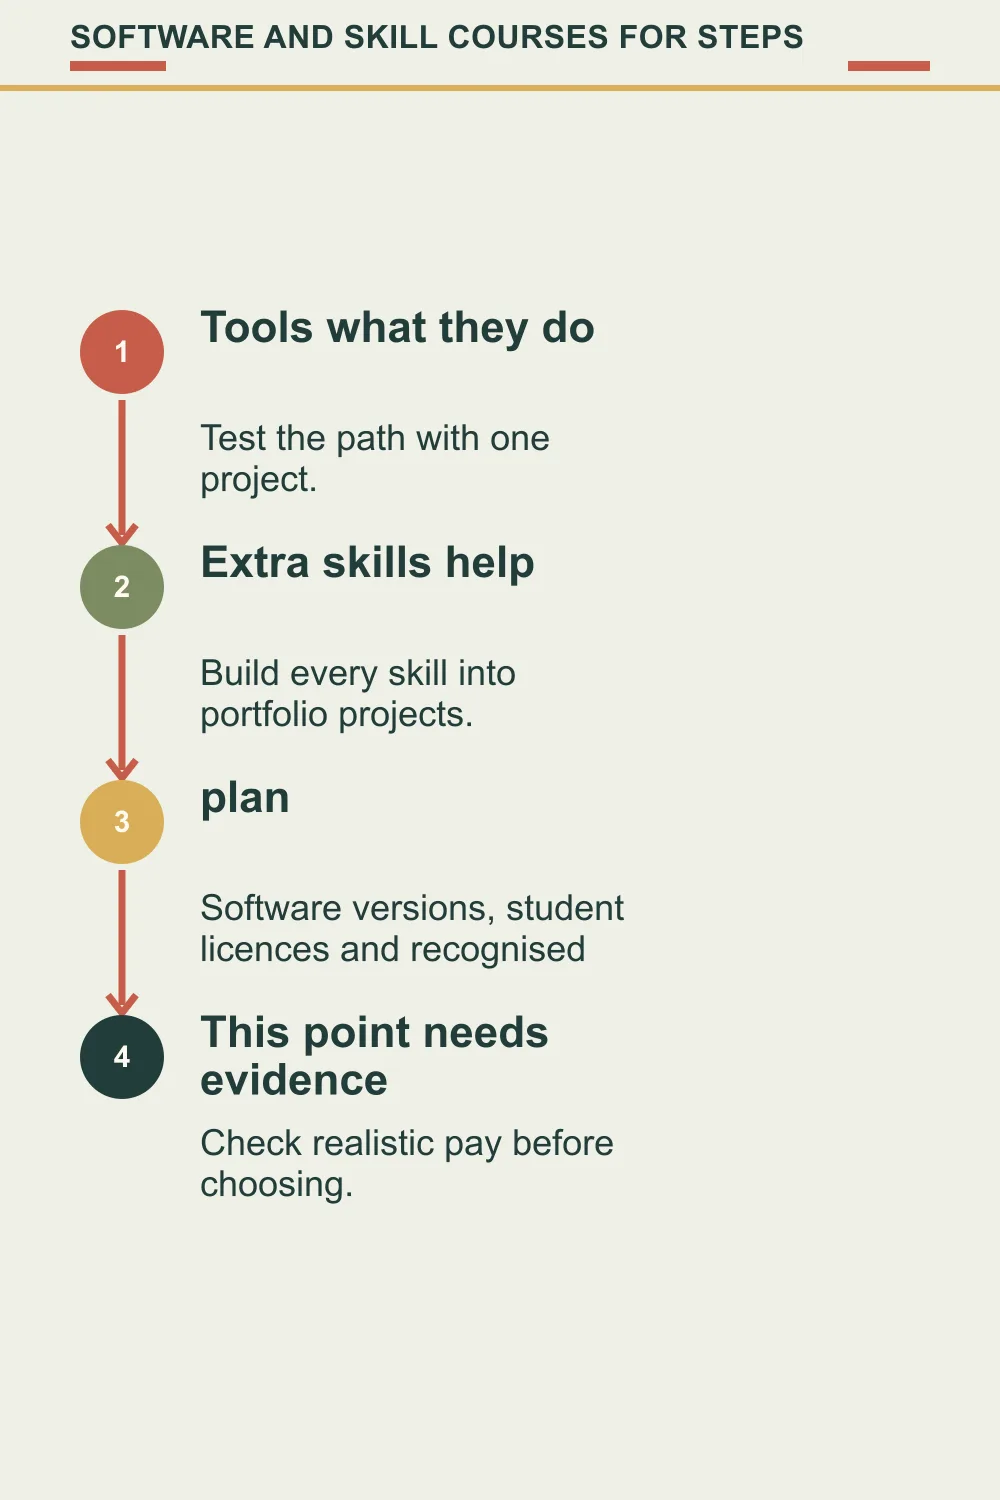 SOFTWARE AND SKILL COURSES FOR STEPS
1
Tools what they do
Test the path with one
project.
2
Extra skills help
Build every skill into
portfolio projects.
3
plan
Software versions, student
licences and recognised
4
This point needs
evidence
Check realistic pay before
choosing.